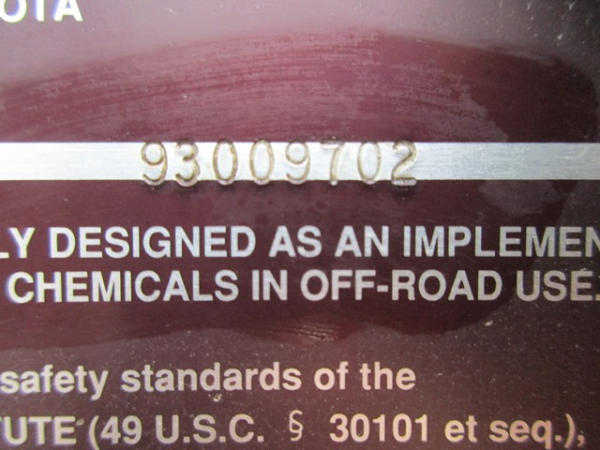 OTA
93009702
LY DESIGNED AS AN IMPLEMEN
CHEMICALS IN OFF-ROAD USE.
safety standards of the
UTE (49 U.S.C. § 30101 et seq.),